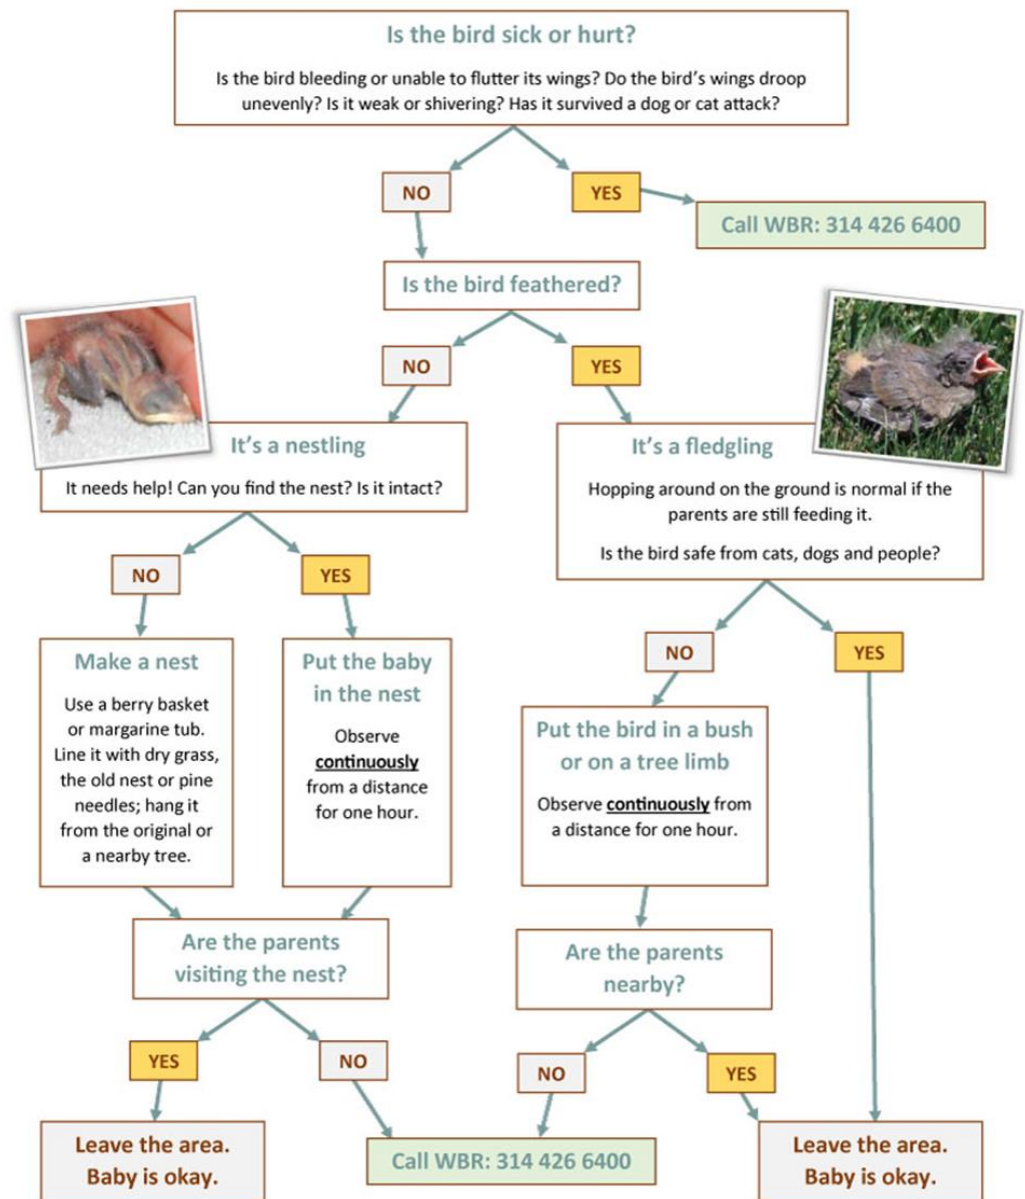 Is the bird sick or hurt?
Is the bird bleeding or unable to flutter its wings? Do the bird's wings droop
unevenly? Is it weak or shivering? Has it survived a dog or cat attack?
NO
YES
Call WBR: 314 426 6400
Is the bird feathered?
NO
YES
It's a nestling
It needs help! Can you find the nest? Is it intact?
It's a fledgling
Hopping around on the ground is normal if the
parents are still feeding it.
Is the bird safe from cats, dogs and people?
NO
YES
NO
YES
Make a nest
Use a berry basket
or margarine tub.
Line it with dry grass,
the old nest or pine
needles; hang it
from the original or
a nearby tree.
Put the baby
in the nest
Observe
continuously
from a distance
for one hour.
Put the bird in a bush
or on a tree limb
Observe continuously from
a distance for one hour.
Are the parents
visiting the nest?
Are the parents
nearby?
YES
NO
NO
YES
Leave the area.
Baby is okay.
Call WBR: 314 426 6400
Leave the area.
Baby is okay.